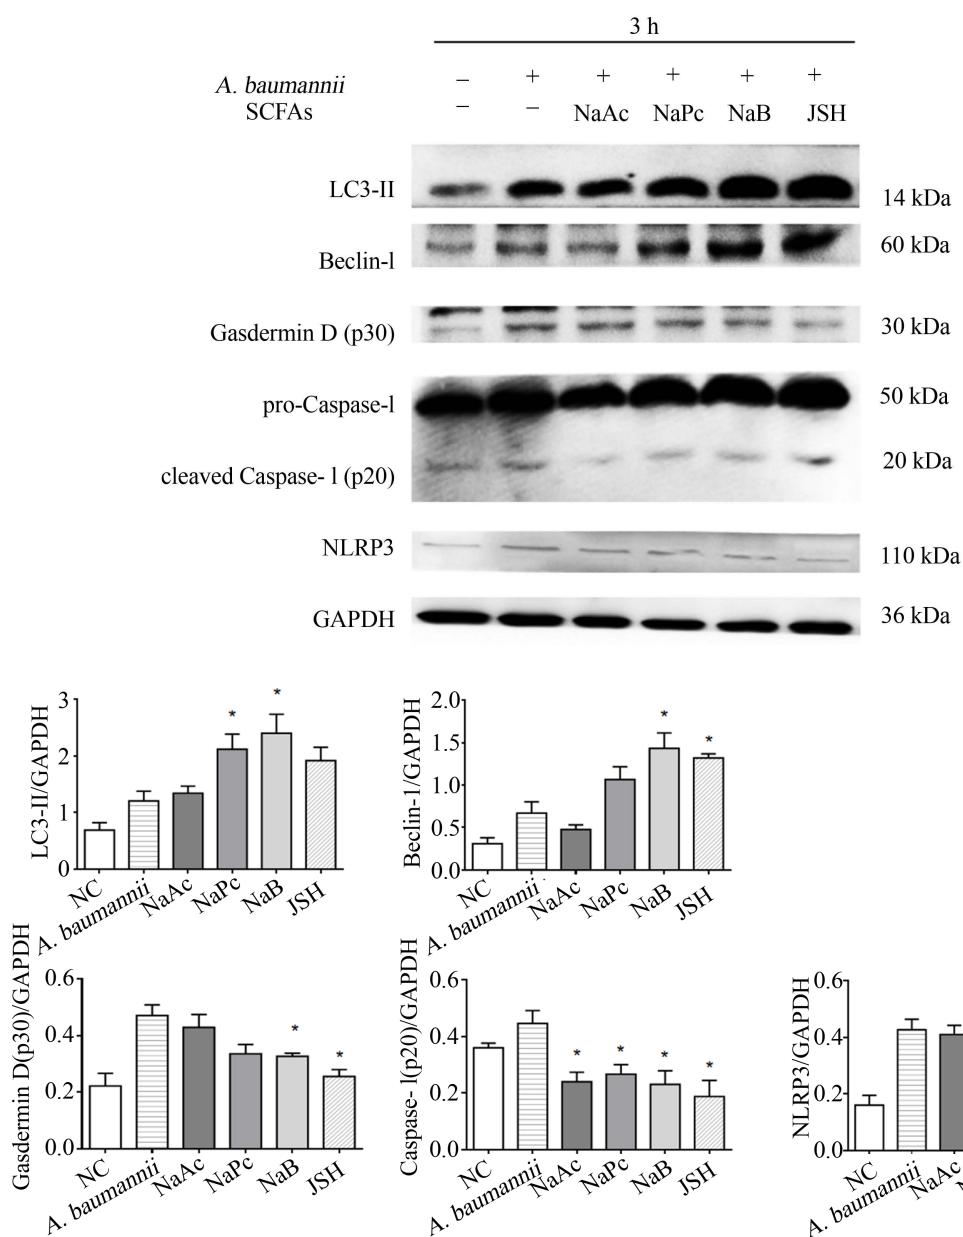 3 h
A. baumannii – + + + + +
SCFAs – – NaAc NaPc NaB JSH
LC3-II 14 kDa
Beclin-l 60 kDa
Gasdermin D (p30) 30 kDa
pro-Caspase-l 50 kDa
cleaved Caspase- l (p20) 20 kDa
NLRP3 110 kDa
GAPDH 36 kDa
LC3-II/GAPDH
3
2
1
0
* *
NC A. baumannii NaAc NaPc NaB JSH
Beclin-1/GAPDH
2.0
1.5
1.0
0.5
0.0
* *
NC A. baumannii NaAc NaPc NaB JSH
Gasdermin D(p30)/GAPDH
0.6
0.4
0.2
0.0
* *
NC A. baumannii NaAc NaPc NaB JSH
Caspase- l(p20)/GAPDH
0.6
0.4
0.2
0.0
* * * *
NC A. baumannii NaAc NaPc NaB JSH
NLRP3/GAPDH
0.6
0.4
0.2
0.0
NC A. baumannii NaAc